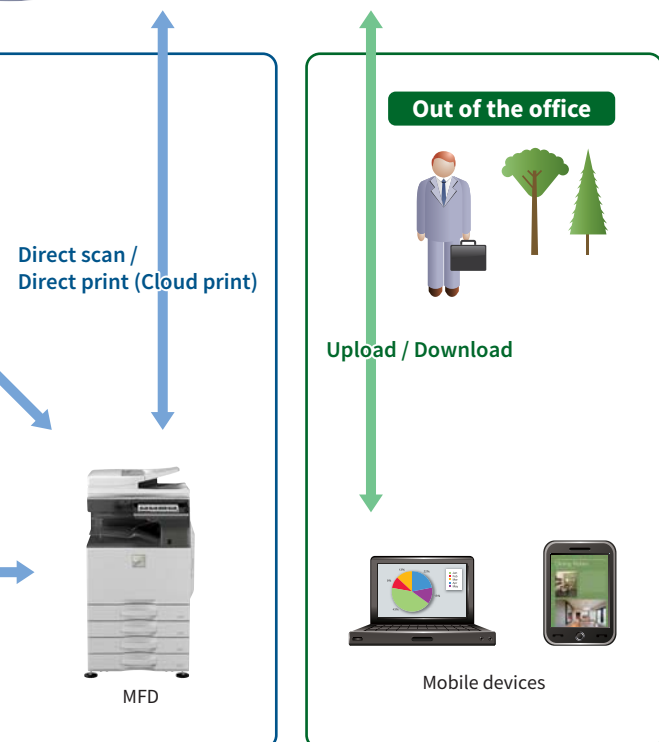 Out of the office
Direct scan /
Direct print (Cloud print)
Upload / Download
MFD
Mobile devices